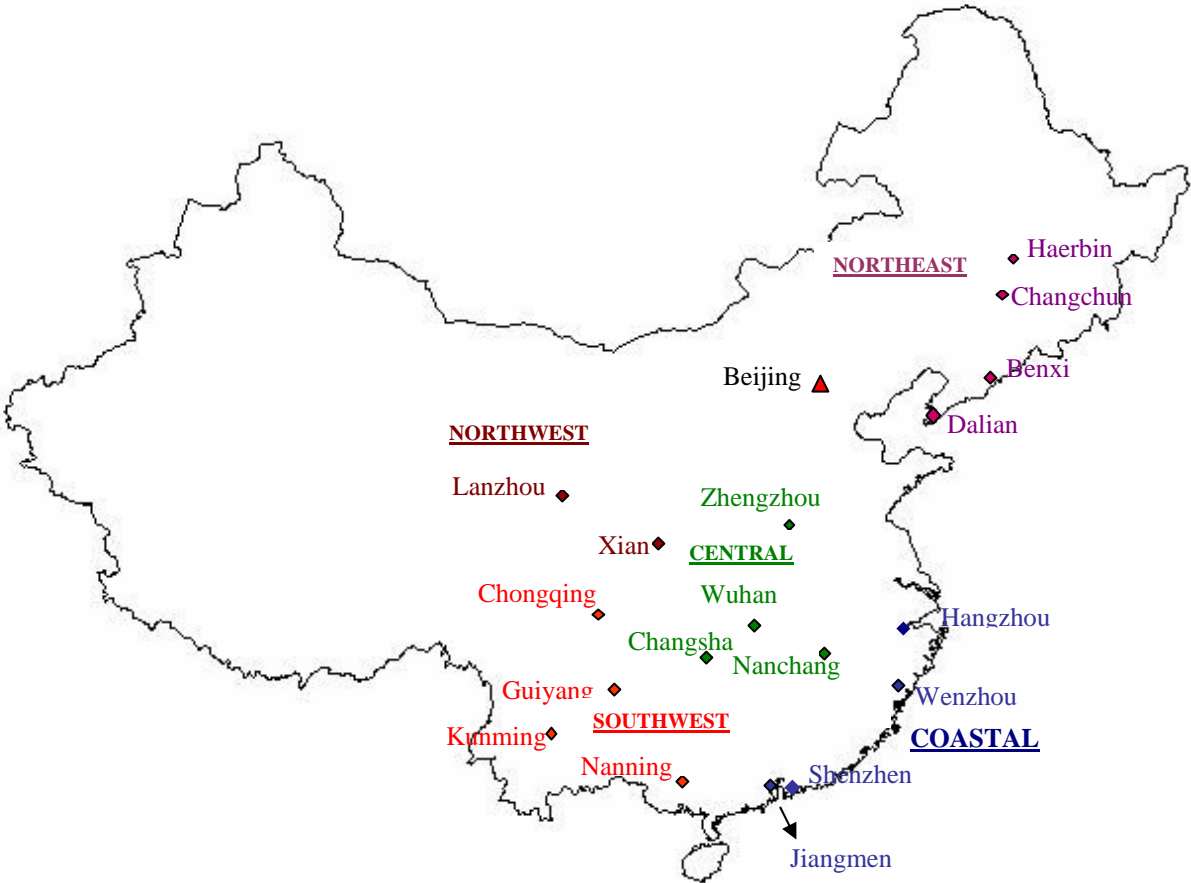 Haerbin
NORTHEAST
Changchun
Beijing
Benxi
Dalian
NORTHWEST
Lanzhou
Zhengzhou
Xian
CENTRAL
Chongqing
Wuhan
Hangzhou
Changsha
Nanchang
Guiyang
Wenzhou
SOUTHWEST
Kunming
COASTAL
Nanning
Shenzhen
Jiangmen